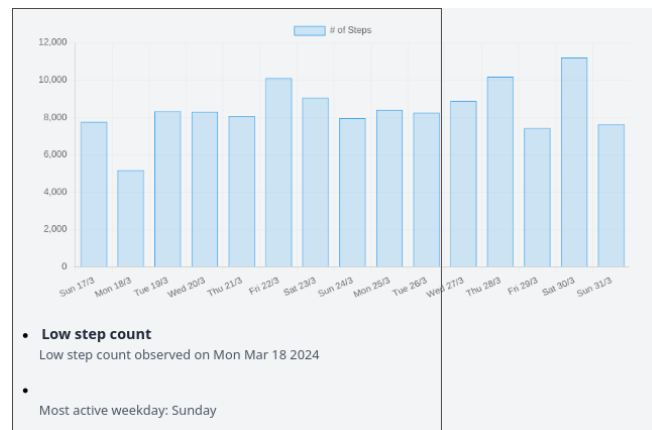 # of Steps
12,000
10,000
8,000
6,000
4,000
2,000
0
Sun 17/3 Mon 18/3 Tue 19/3 Wed 20/3 Thu 21/3 Fri 22/3 Sat 23/3 Sun 24/3 Mon 25/3 Tue 26/3 Wed 27/3 Thu 28/3 Fri 29/3 Sat 30/3 Sun 31/3
Low step count
Low step count observed on Mon Mar 18 2024
Most active weekday: Sunday